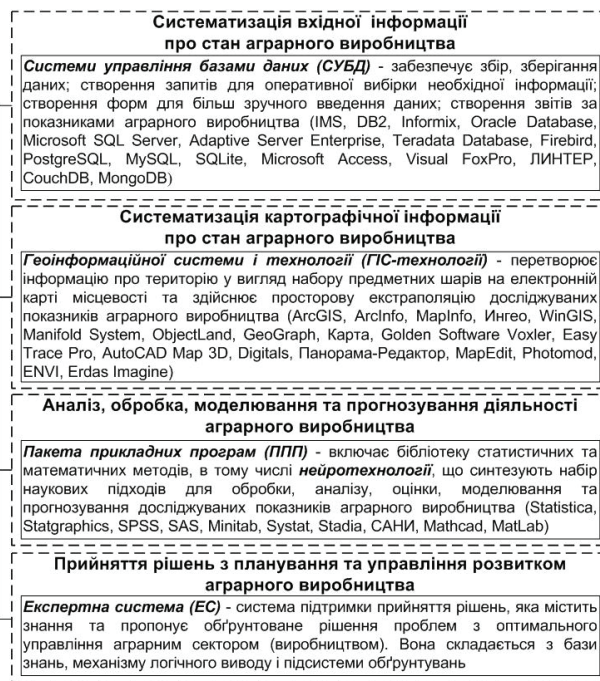 Систематизація вхідної інформації
про стан аграрного виробництва
Системи управління базами даних (СУБД) - забезпечує збір, зберігання
даних; створення запитів для оперативної вибірки необхідної інформації;
створення форм для більш зручного введення даних; створення звітів за
показниками аграрного виробництва (IMS, DB2, Informix, Oracle Database,
Microsoft SQL Server, Adaptive Server Enterprise, Teradata Database, Firebird,
PostgreSQL, MySQL, SQLite, Microsoft Access, Visual FoxPro, ЛИНТЕР,
CouchDB, MongoDB)
Систематизація картографічної інформації
про стан аграрного виробництва
Геоінформаційної системи і технології (ГІС-технології) - перетворює
інформацію про територію у вигляд набору предметних шарів на електронній
карті місцевості та здійснює просторову екстраполяцію досліджуваних
показників аграрного виробництва (ArcGIS, ArcInfo, MapInfo, Ингео, WinGIS,
Manifold System, ObjectLand, GeoGraph, Карта, Golden Software Voxler, Easy
Trace Pro, AutoCAD Map 3D, Digitals, Панорама-Редактор, MapEdit, Photomod,
ENVI, Erdas Imagine)
Аналіз, обробка, моделювання та прогнозування діяльності
аграрного виробництва
Пакета прикладних програм (ППП) - включає бібліотеку статистичних та
математичних методів, в тому числі нейротехнології, що синтезують набір
наукових підходів для обробки, аналізу, оцінки, моделювання та
прогнозування досліджуваних показників аграрного виробництва (Statistica,
Statgraphics, SPSS, SAS, Minitab, Systat, Stadia, САНИ, Mathcad, MatLab)
Прийняття рішень з планування та управління розвитком
аграрного виробництва
Експертна система (ЕС) - система підтримки прийняття рішень, яка містить
знання та пропонує обґрунтоване рішення проблем з оптимального
управління аграрним сектором (виробництвом). Вона складається з бази
знань, механізму логічного виводу і підсистеми обґрунтувань